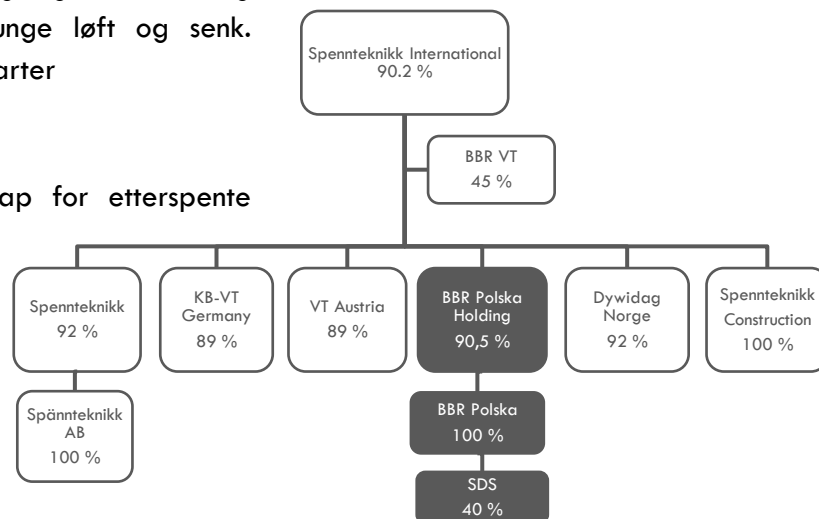 unge løft og senk.
Spennteknikk International
90.2 %
BBR VT
45 %
ap for etterspente
Spennteknikk
92 %
KB-VT
Germany
89 %
VT Austria
89 %
BBR Polska
Holding
90,5 %
Dywidag
Norge
92 %
Spennteknikk
Construction
100 %
Spännteknikk
AB
100 %
BBR Polska
100 %
SDS
40 %